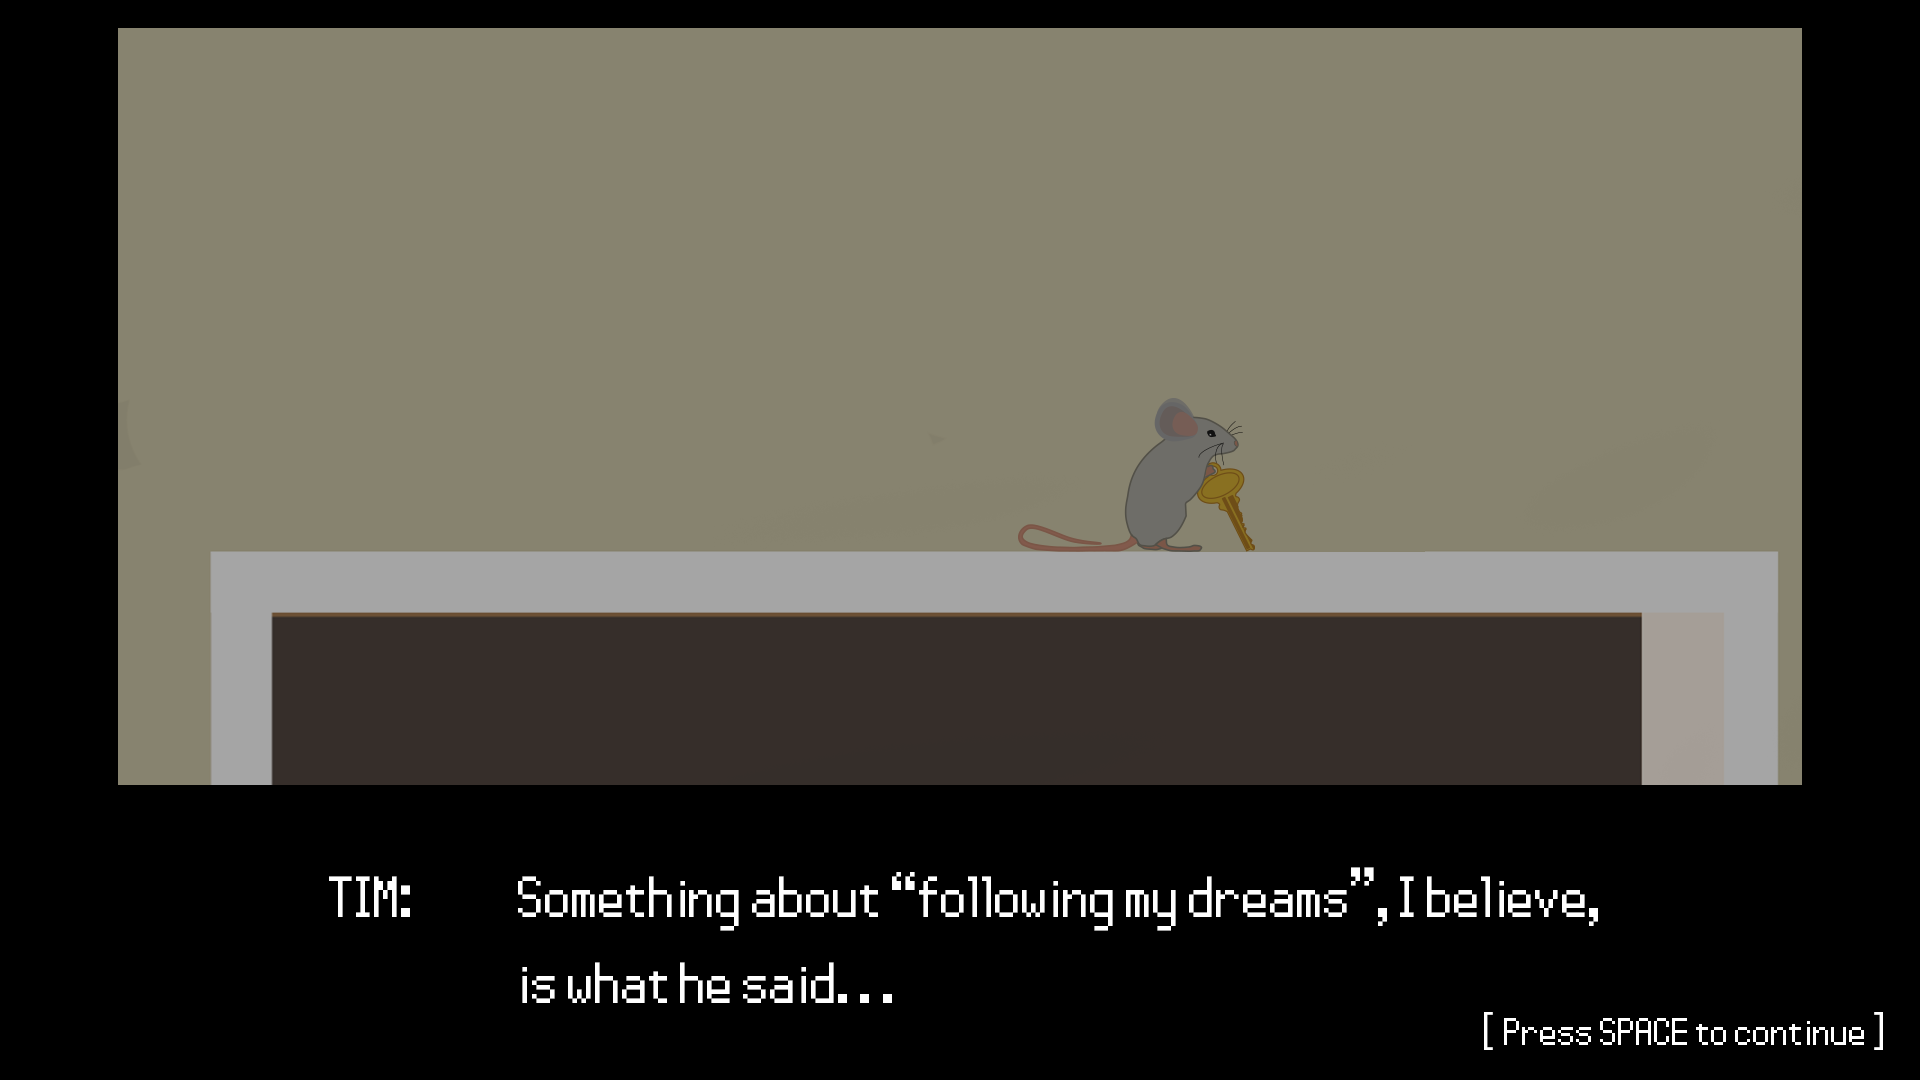 TIM: Something about “following my dreams”, I believe,
is what he said...
[ Press SPACE to continue ]